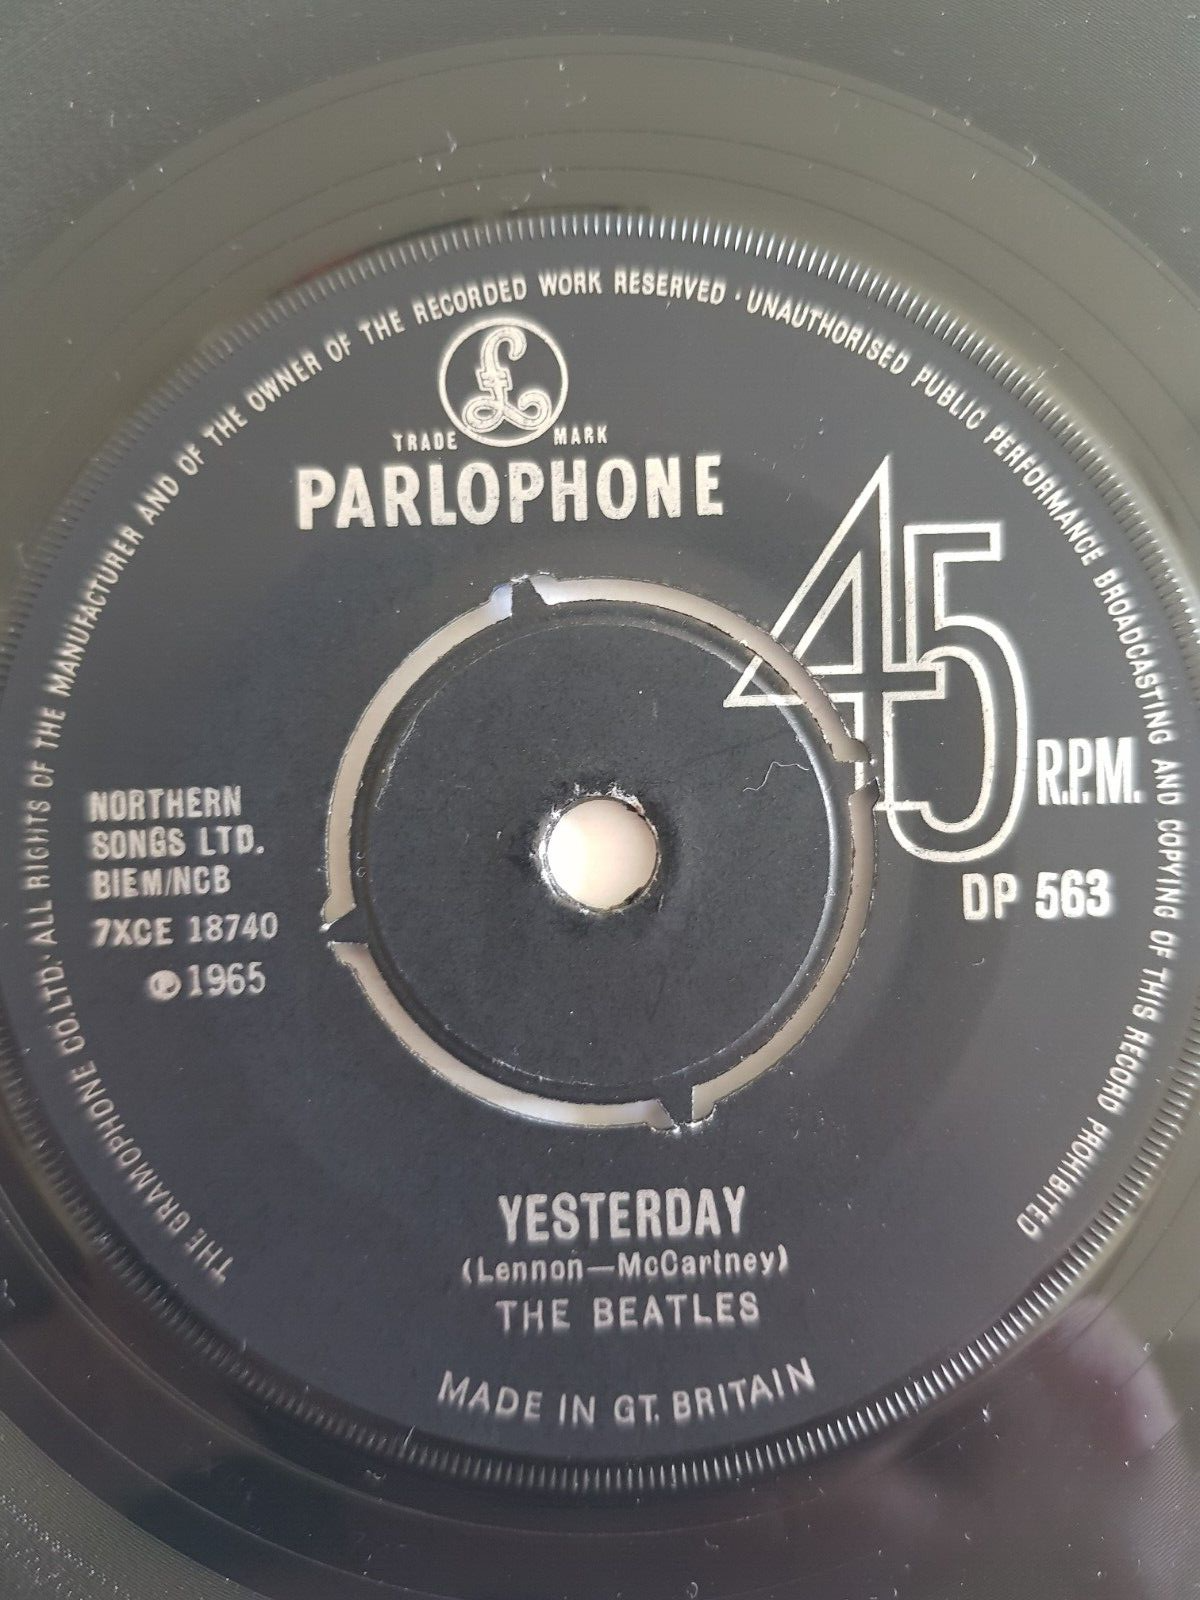 THE GRAMOPHONE CO. LTD. · ALL RIGHTS OF THE MANUFACTURER AND OF THE OWNER OF THE RECORDED WORK RESERVED · UNAUTHORISED PUBLIC PERFORMANCE BROADCASTING AND COPYING OF THIS RECORD PROHIBITED
£
TRADE MARK
PARLOPHONE
45
R.P.M.
NORTHERN
SONGS LTD.
BIEM/NCB
7XCE 18740
℗1965
DP 563
YESTERDAY
(Lennon—McCartney)
THE BEATLES
MADE IN GT. BRITAIN